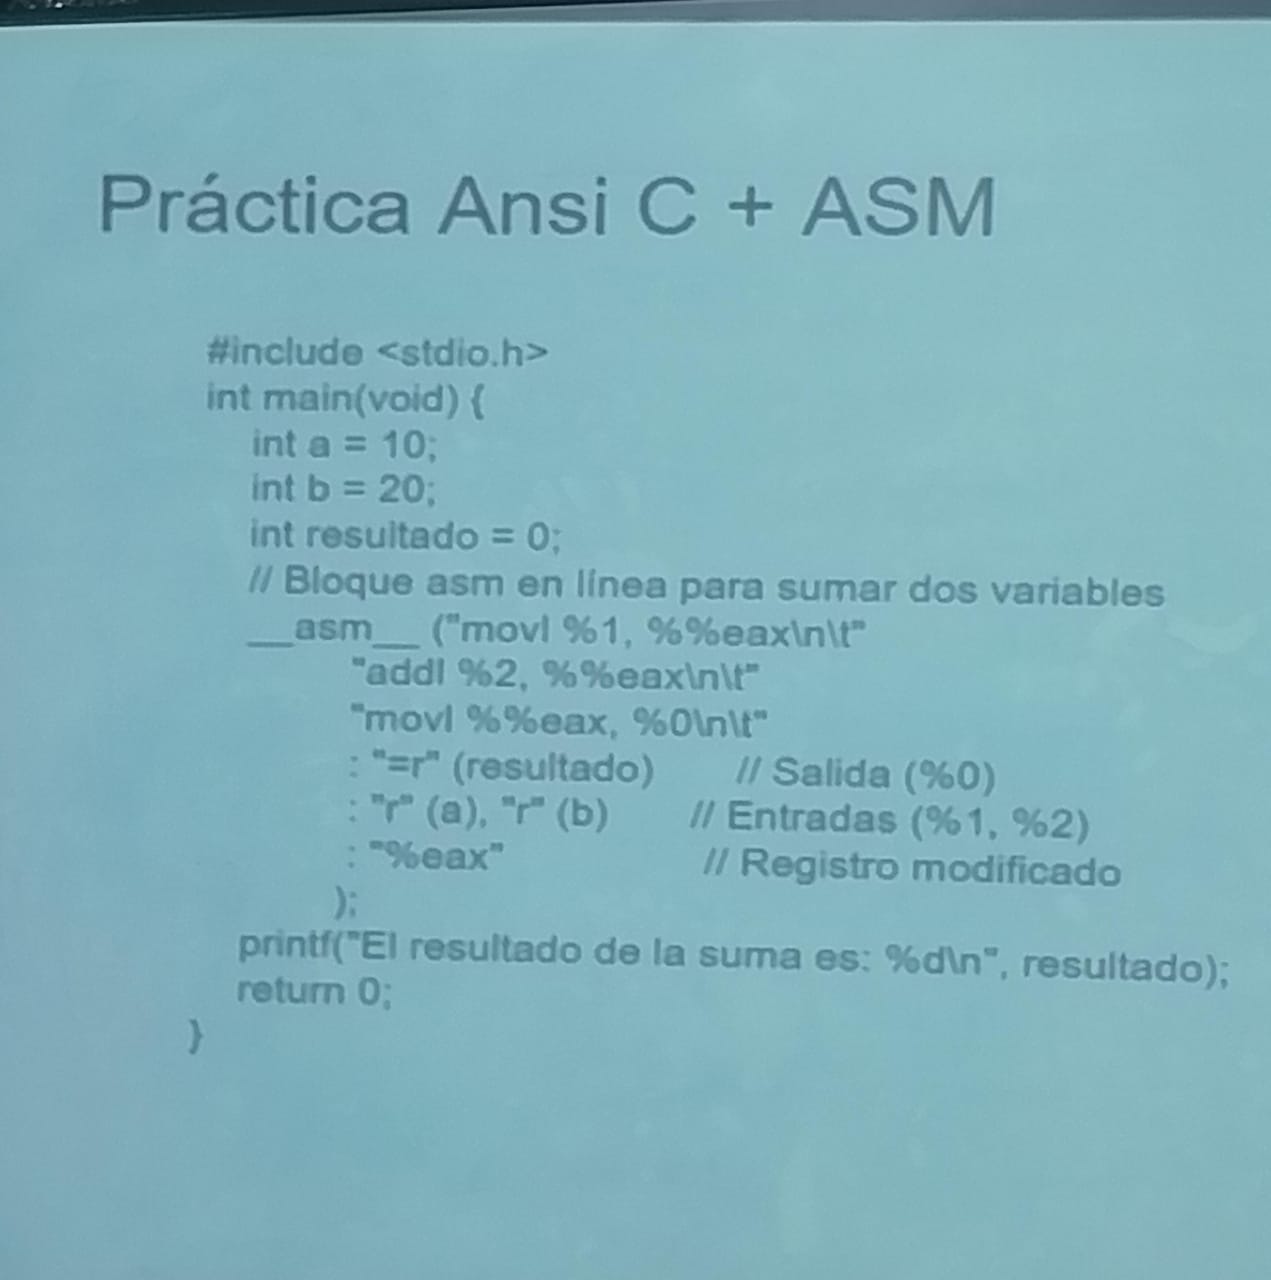 Práctica Ansi C + ASM
#include <stdio.h>
int main(void) {
int a = 10;
int b = 20;
int resultado = 0;
// Bloque asm en línea para sumar dos variables
__asm__ ("movl %1, %%eax\n\t"
"addl %2, %%eax\n\t"
"movl %%eax, %0\n\t"
: "=r" (resultado) // Salida (%0)
: "r" (a), "r" (b) // Entradas (%1, %2)
: "%eax" // Registro modificado
);
printf("El resultado de la suma es: %d\n", resultado);
return 0;
}